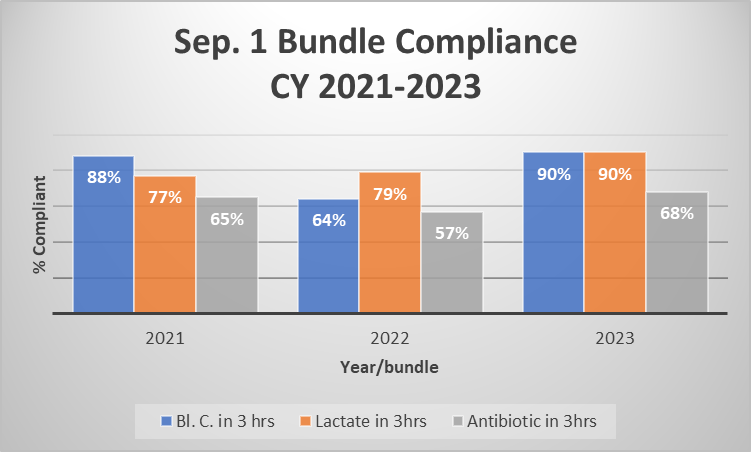 Sep. 1 Bundle Compliance
CY 2021-2023
% Compliant
88%
77%
65%
64%
79%
57%
90%
90%
68%
2021
2022
2023
Year/bundle
Bl. C. in 3 hrs
Lactate in 3hrs
Antibiotic in 3hrs